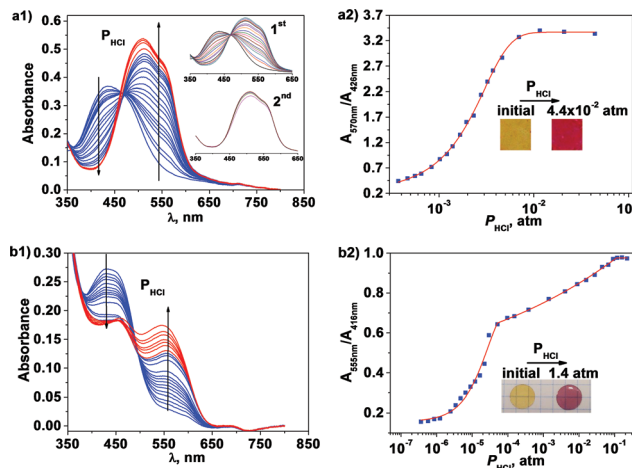 a1)
P_HCl
1st
2nd
350 450 550 650
350 450 550 650
0.6
0.5
0.4
0.3
0.2
0.1
0.0
Absorbance
350 450 550 650 750 850
λ, nm
a2)
3.7
3.2
2.7
2.2
1.7
1.2
0.7
0.2
A570nm/A426nm
P_HCl
initial 4.4x10^-2 atm
10^-3 10^-2 10^-1
P_HCl, atm
b1)
P_HCl
0.30
0.25
0.20
0.15
0.10
0.05
0.00
Absorbance
350 450 550 650 750 850
λ, nm
b2)
1.0
0.8
0.6
0.4
0.2
A555nm/A416nm
P_HCl
initial 1.4 atm
10^-7 10^-6 10^-5 10^-4 10^-3 10^-2 10^-1
P_HCl, atm